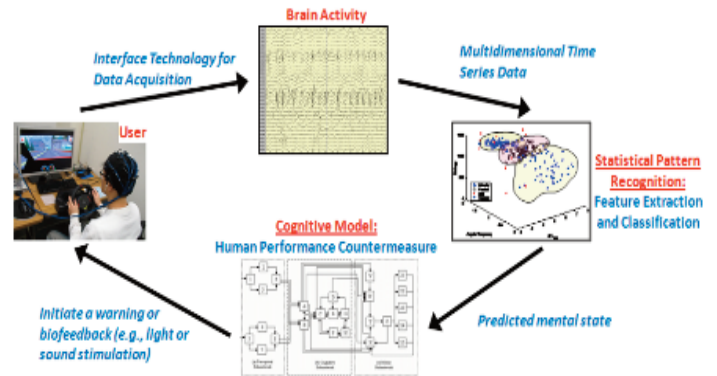 Brain Activity
Interface Technology for
Data Acquisition
Multidimensional Time
Series Data
User
Statistical Pattern
Recognition:
Feature Extraction
and Classification
Cognitive Model:
Human Performance Countermeasure
Initiate a warning or
biofeedback (e.g., light or
sound stimulation)
Predicted mental state